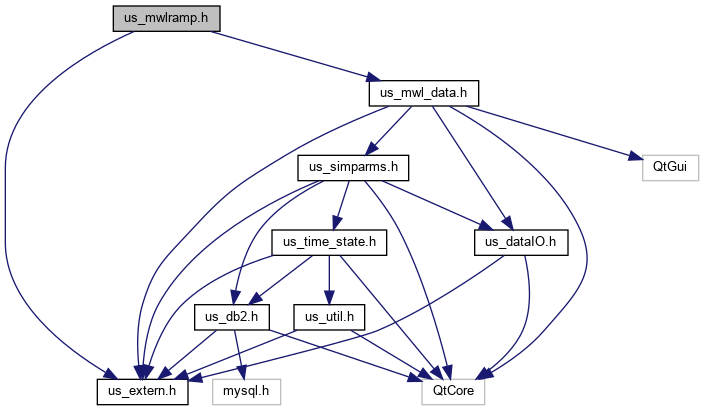 us_mwlramp.h
us_mwl_data.h
us_simparms.h
QtGui
us_time_state.h
us_dataIO.h
us_db2.h
us_util.h
us_extern.h
mysql.h
QtCore